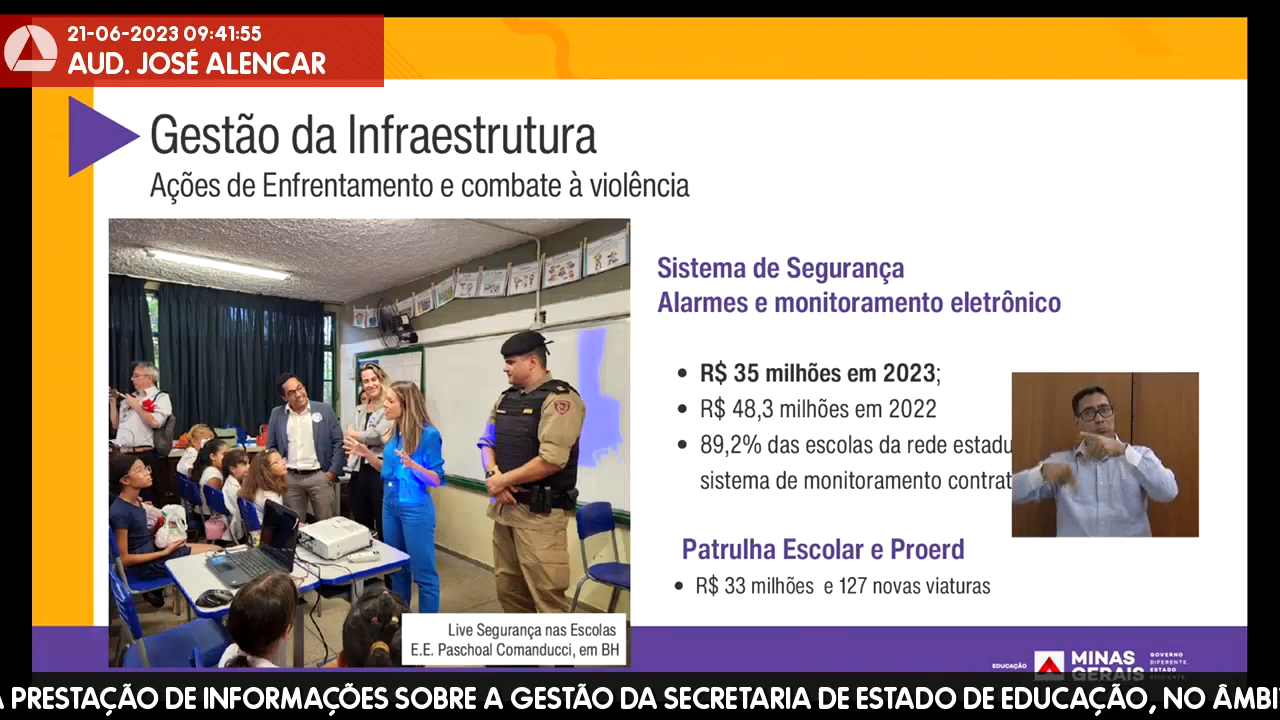 21-06-2023 09:41:55
AUD. JOSÉ ALENCAR
Gestão da Infraestrutura
Ações de Enfrentamento e combate à violência
Sistema de Segurança
Alarmes e monitoramento eletrônico
• R$ 35 milhões em 2023;
• R$ 48,3 milhões em 2022
• 89,2% das escolas da rede estadu
sistema de monitoramento contrat
Patrulha Escolar e Proerd
• R$ 33 milhões e 127 novas viaturas
Live Segurança nas Escolas
E.E. Paschoal Comanducci, em BH
EDUCAÇÃO
MINAS
GERAIS
GOVERNO
DIFERENTE.
ESTADO
EFICIENTE.
A PRESTAÇÃO DE INFORMAÇÕES SOBRE A GESTÃO DA SECRETARIA DE ESTADO DE EDUCAÇÃO, NO ÂMBI